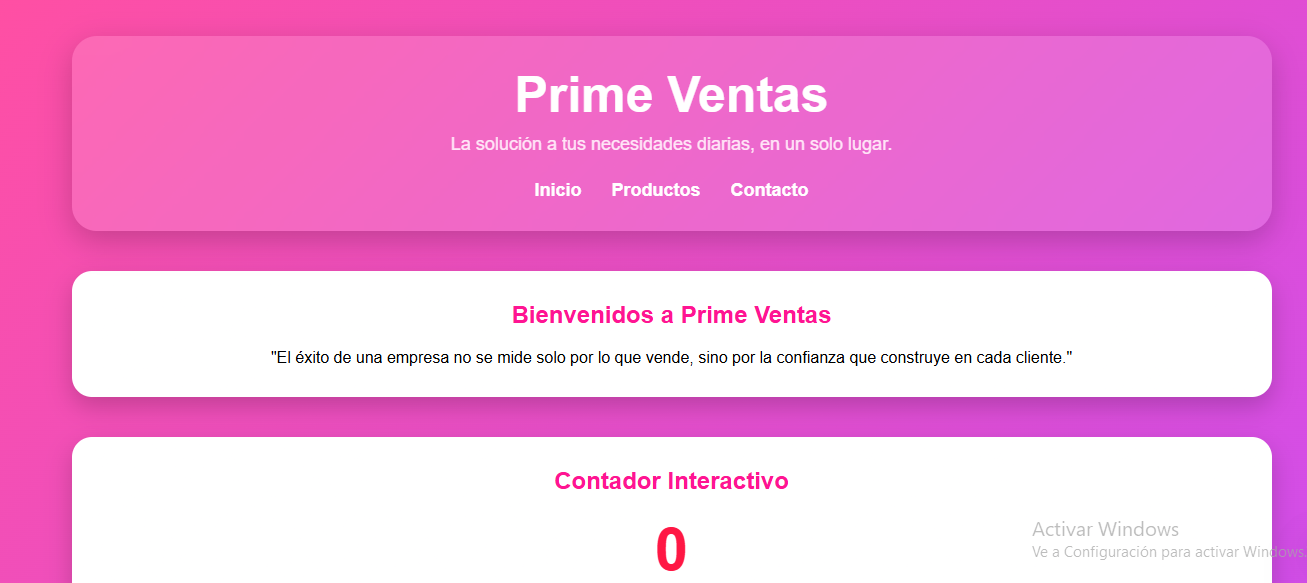 Prime Ventas
La solución a tus necesidades diarias, en un solo lugar.
Inicio Productos Contacto
Bienvenidos a Prime Ventas
"El éxito de una empresa no se mide solo por lo que vende, sino por la confianza que construye en cada cliente."
Contador Interactivo
0
Activar Windows
Ve a Configuración para activar Windows.